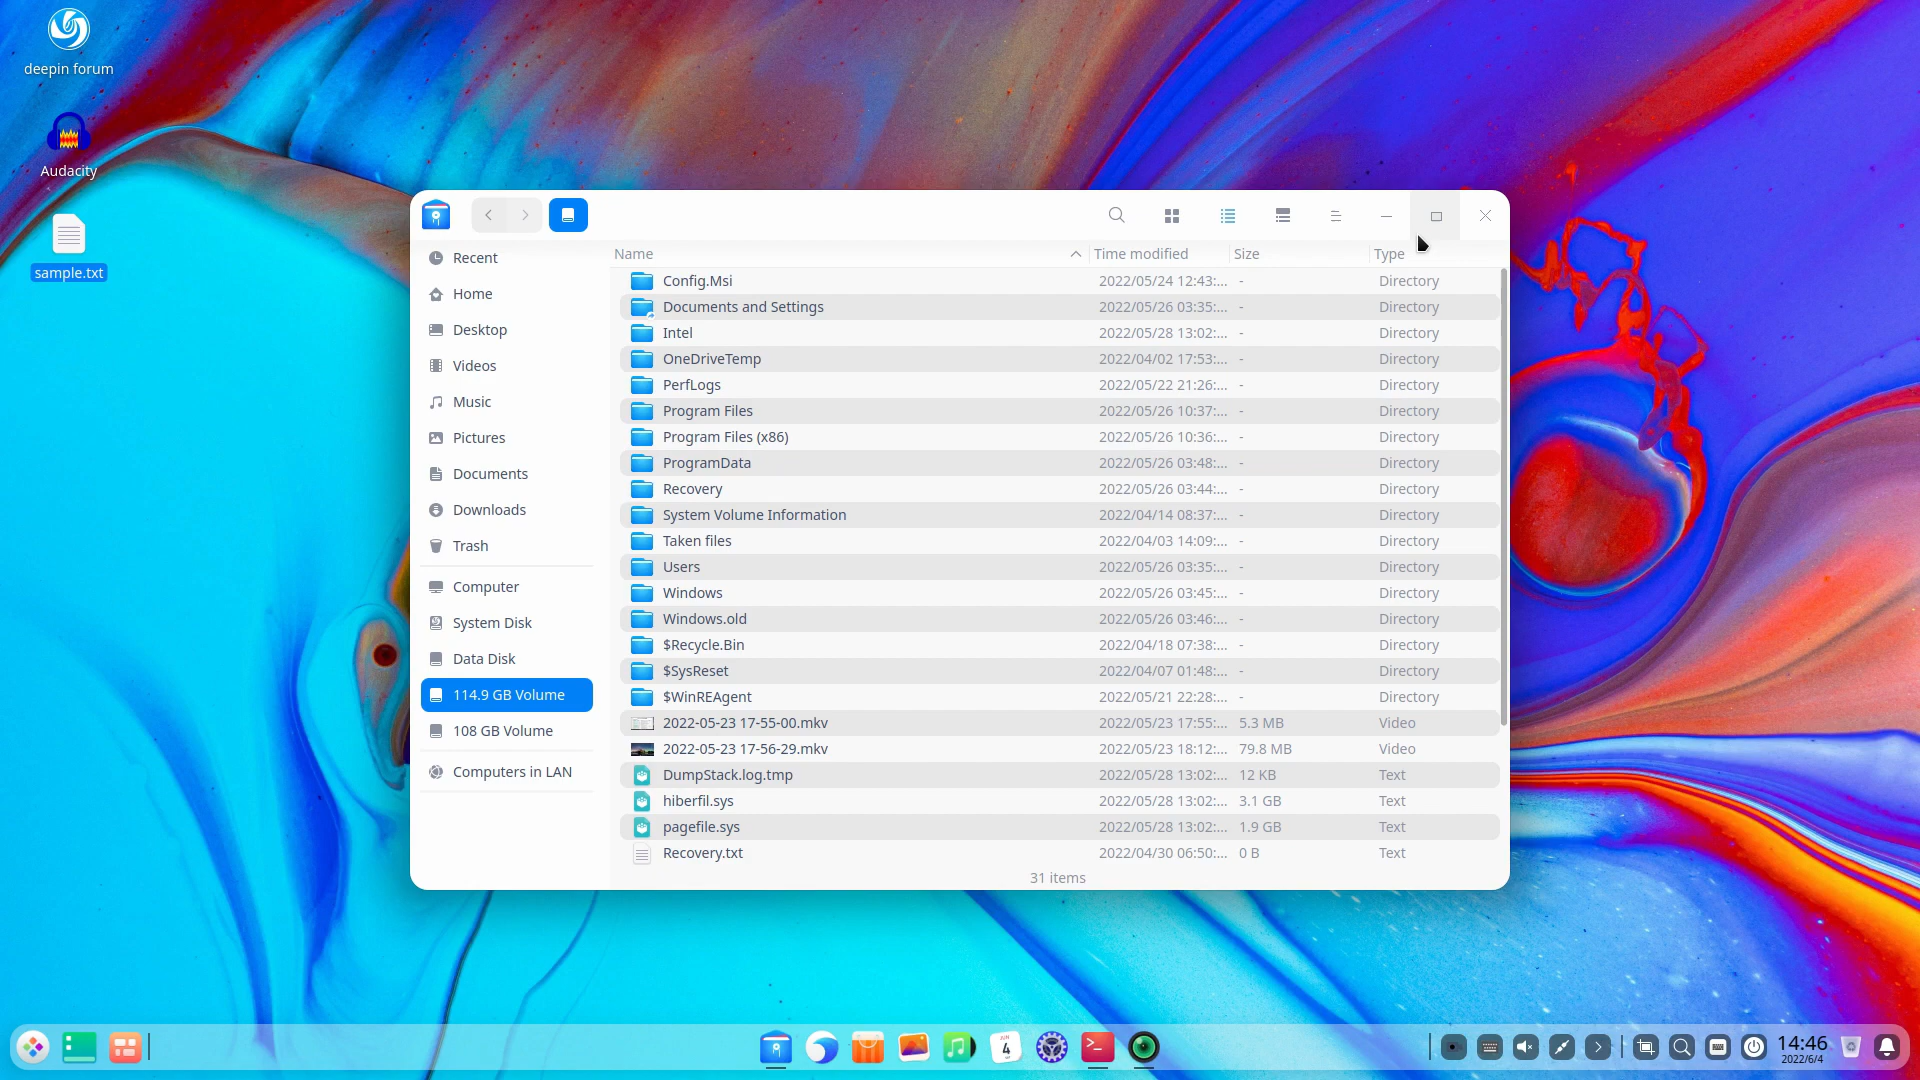 deepin forum
Audacity
sample.txt
Recent
Home
Desktop
Videos
Music
Pictures
Documents
Downloads
Trash
Computer
System Disk
Data Disk
114.9 GB Volume
108 GB Volume
Computers in LAN
Name Time modified Size Type
Config.Msi 2022/05/24 12:43:... - Directory
Documents and Settings 2022/05/26 03:35:... - Directory
Intel 2022/05/28 13:02:... - Directory
OneDriveTemp 2022/04/02 17:53:... - Directory
PerfLogs 2022/05/22 21:26:... - Directory
Program Files 2022/05/26 10:37:... - Directory
Program Files (x86) 2022/05/26 10:36:... - Directory
ProgramData 2022/05/26 03:48:... - Directory
Recovery 2022/05/26 03:44:... - Directory
System Volume Information 2022/04/14 08:37:... - Directory
Taken files 2022/04/03 14:09:... - Directory
Users 2022/05/26 03:35:... - Directory
Windows 2022/05/26 03:45:... - Directory
Windows.old 2022/05/26 03:46:... - Directory
$Recycle.Bin 2022/04/18 07:38:... - Directory
$SysReset 2022/04/07 01:48:... - Directory
$WinREAgent 2022/05/21 22:28:... - Directory
2022-05-23 17-55-00.mkv 2022/05/23 17:55:... 5.3 MB Video
2022-05-23 17-56-29.mkv 2022/05/23 18:12:... 79.8 MB Video
DumpStack.log.tmp 2022/05/28 13:02:... 12 KB Text
hiberfil.sys 2022/05/28 13:02:... 3.1 GB Text
pagefile.sys 2022/05/28 13:02:... 1.9 GB Text
Recovery.txt 2022/04/30 06:50:... 0 B Text
31 items
JUN
4
14:46
2022/6/4